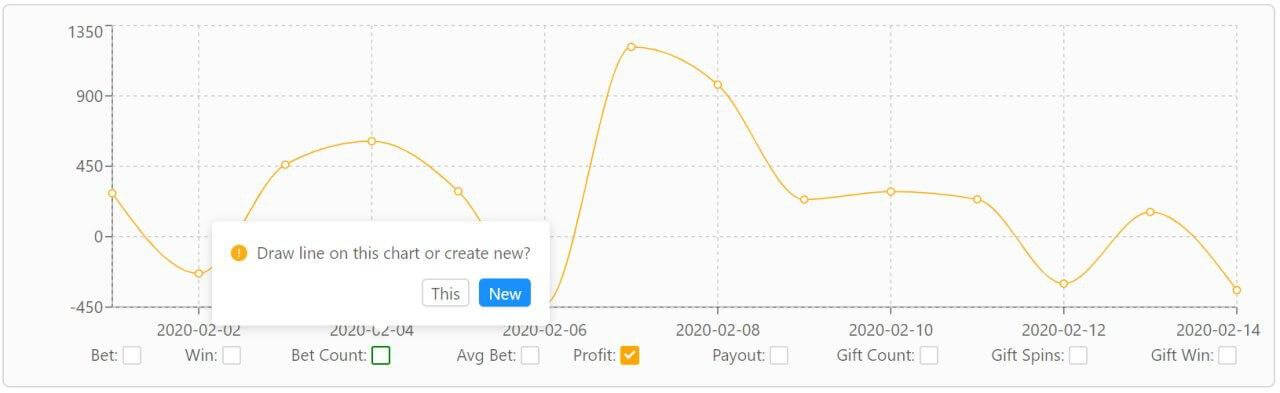 1350
900
450
0
-450
! Draw line on this chart or create new?
This New
2020-02-02 2020-02-04 2020-02-06 2020-02-08 2020-02-10 2020-02-12 2020-02-14
Bet: Win: Bet Count: Avg Bet: Profit: Payout: Gift Count: Gift Spins: Gift Win: